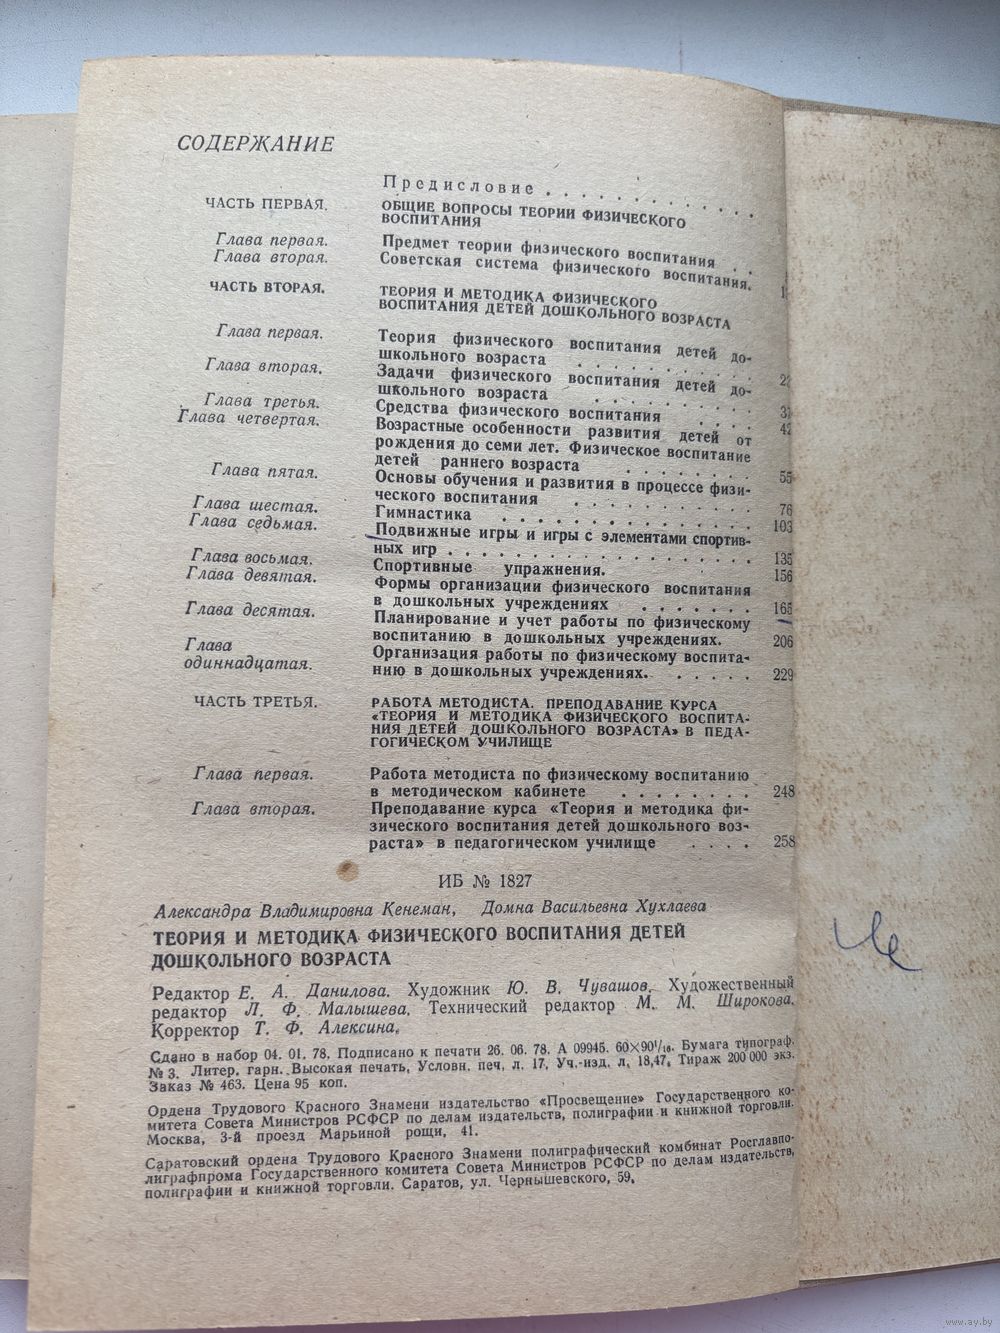 СОДЕРЖАНИЕ
Предисловие . . . . . . . . . . . .
ЧАСТЬ ПЕРВАЯ. ОБЩИЕ ВОПРОСЫ ТЕОРИИ ФИЗИЧЕСКОГО
ВОСПИТАНИЯ
Глава первая. Предмет теории физического воспитания . .
Глава вторая. Советская система физического воспитания.
ЧАСТЬ ВТОРАЯ. ТЕОРИЯ И МЕТОДИКА ФИЗИЧЕСКОГО
ВОСПИТАНИЯ ДЕТЕЙ ДОШКОЛЬНОГО ВОЗРАСТА
Глава первая. Теория физического воспитания детей до-
школьного возраста . . . . . . . . . . .
Глава вторая. Задачи физического воспитания детей до-
школьного возраста . . . . . . . . . .
Глава третья. Средства физического воспитания . . . . 42
Глава четвертая. Возрастные особенности развития детей от
рождения до семи лет. Физическое воспитание
детей раннего возраста . . . . . . . . 55
Глава пятая. Основы обучения и развития в процессе физи-
ческого воспитания . . . . . . . . . . . 76
Глава шестая. Гимнастика . . . . . . . . . . . . . . . 103
Глава седьмая. Подвижные игры и игры с элементами спортив-
ных игр . . . . . . . . . . . . . . . . . . 135
Глава восьмая. Спортивные упражнения. 156
Глава девятая. Формы организации физического воспитания
в дошкольных учреждениях . . . . . . . 165
Глава десятая. Планирование и учет работы по физическому
воспитанию в дошкольных учреждениях. 206
Глава
одиннадцатая. Организация работы по физическому воспита-
нию в дошкольных учреждениях. . . . . . 229
ЧАСТЬ ТРЕТЬЯ. РАБОТА МЕТОДИСТА. ПРЕПОДАВАНИЕ КУРСА
«ТЕОРИЯ И МЕТОДИКА ФИЗИЧЕСКОГО ВОСПИТА-
НИЯ ДЕТЕЙ ДОШКОЛЬНОГО ВОЗРАСТА» В ПЕДА-
ГОГИЧЕСКОМ УЧИЛИЩЕ
Глава первая. Работа методиста по физическому воспитанию
в методическом кабинете . . . . . . . . 248
Глава вторая. Преподавание курса «Теория и методика фи-
зического воспитания детей дошкольного воз-
раста» в педагогическом училище . . . . 258
ИБ № 1827
Александра Владимировна Кенеман, Домна Васильевна Хухлаева
ТЕОРИЯ И МЕТОДИКА ФИЗИЧЕСКОГО ВОСПИТАНИЯ ДЕТЕЙ
ДОШКОЛЬНОГО ВОЗРАСТА
Редактор Е. А. Данилова. Художник Ю. В. Чувашов. Художественный
редактор Л. Ф. Малышева. Технический редактор М. М. Широкова.
Корректор Т. Ф. Алексина.
Сдано в набор 04. 01. 78. Подписано к печати 26. 06. 78. А 09945. 60×90¹/₁₆. Бумага типограф.
№ 3. Литер. гарн. Высокая печать, Условн. печ, л. 17, Уч.-изд. л. 18,47, Тираж 200 000 экз.
Заказ № 463. Цена 95 коп.
Ордена Трудового Красного Знамени издательство «Просвещение» Государственного ко-
митета Совета Министров РСФСР по делам издательств, полиграфии и книжной торговли.
Москва, 3-й проезд Марьиной рощи, 41.
Саратовский ордена Трудового Красного Знамени полиграфический комбинат Росглавпо-
лиграфпрома Государственного комитета Совета Министров РСФСР по делам издательств,
полиграфии и книжной торговли. Саратов, ул. Чернышевского, 59.
www.ay.by